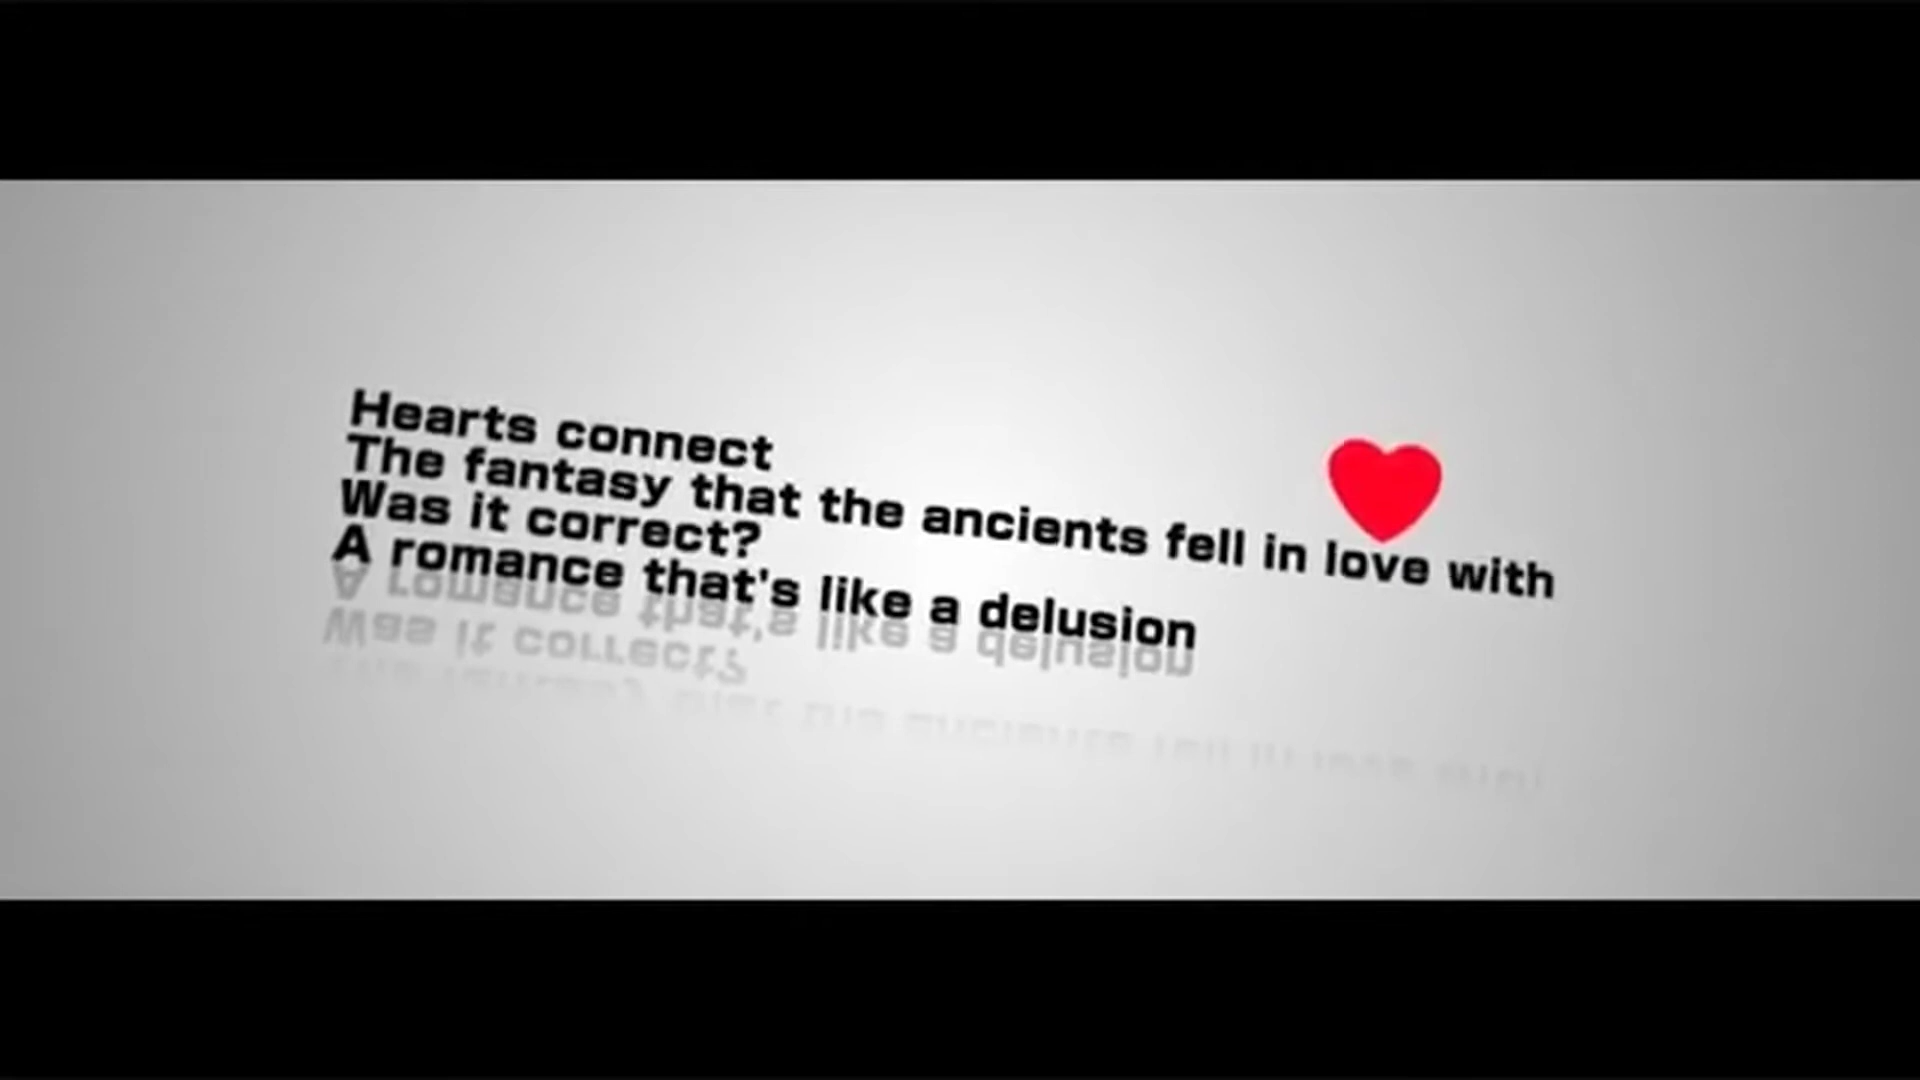 Hearts connect
The fantasy that the ancients fell in love with
Was it correct?
A romance that's like a delusion